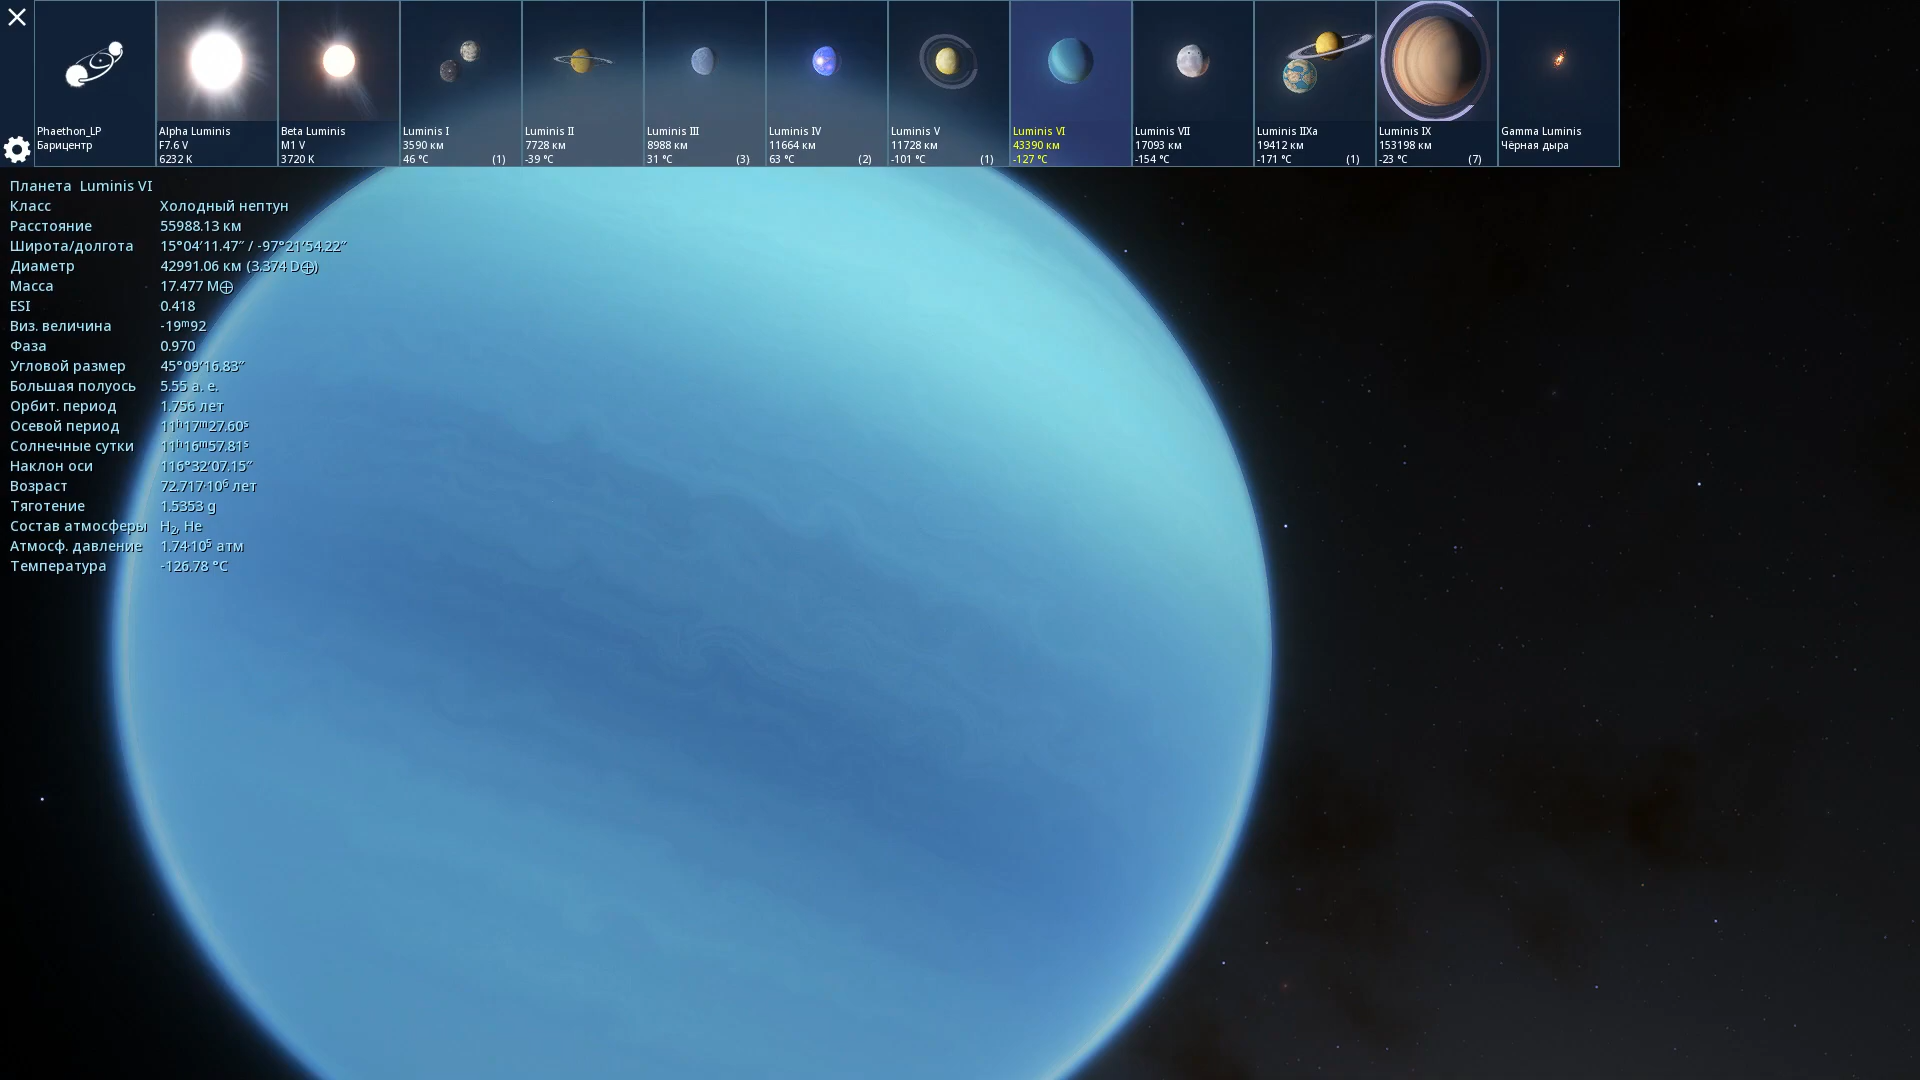 Phaethon_LP
Барицентр
Alpha Luminis
F7.6 V
6232 K
Beta Luminis
M1 V
3720 K
Luminis I
3590 км
46 °C (1)
Luminis II
7728 км
-39 °C
Luminis III
8988 км
31 °C (3)
Luminis IV
11664 км
63 °C (2)
Luminis V
11728 км
-101 °C (1)
Luminis VI
43390 км
-127 °C
Luminis VII
17093 км
-154 °C
Luminis IIXa
19412 км
-171 °C (1)
Luminis IX
153198 км
-23 °C (7)
Gamma Luminis
Чёрная дыра
Планета Luminis VI
Класс Холодный нептун
Расстояние 55988.13 км
Широта/долгота 15°04′11.47″ / -97°21′54.22″
Диаметр 42991.06 км (3.374 D⊕)
Масса 17.477 M⊕
ESI 0.418
Виз. величина -19ᵐ92
Фаза 0.970
Угловой размер 45°09′16.83″
Большая полуось 5.55 а. е.
Орбит. период 1.756 лет
Осевой период 11ʰ17ᵐ27.60ˢ
Солнечные сутки 11ʰ16ᵐ57.81ˢ
Наклон оси 116°32′07.15″
Возраст 72.717·10⁶ лет
Тяготение 1.5353 g
Состав атмосферы H₂, He
Атмосф. давление 1.74·10⁵ атм
Температура -126.78 °C